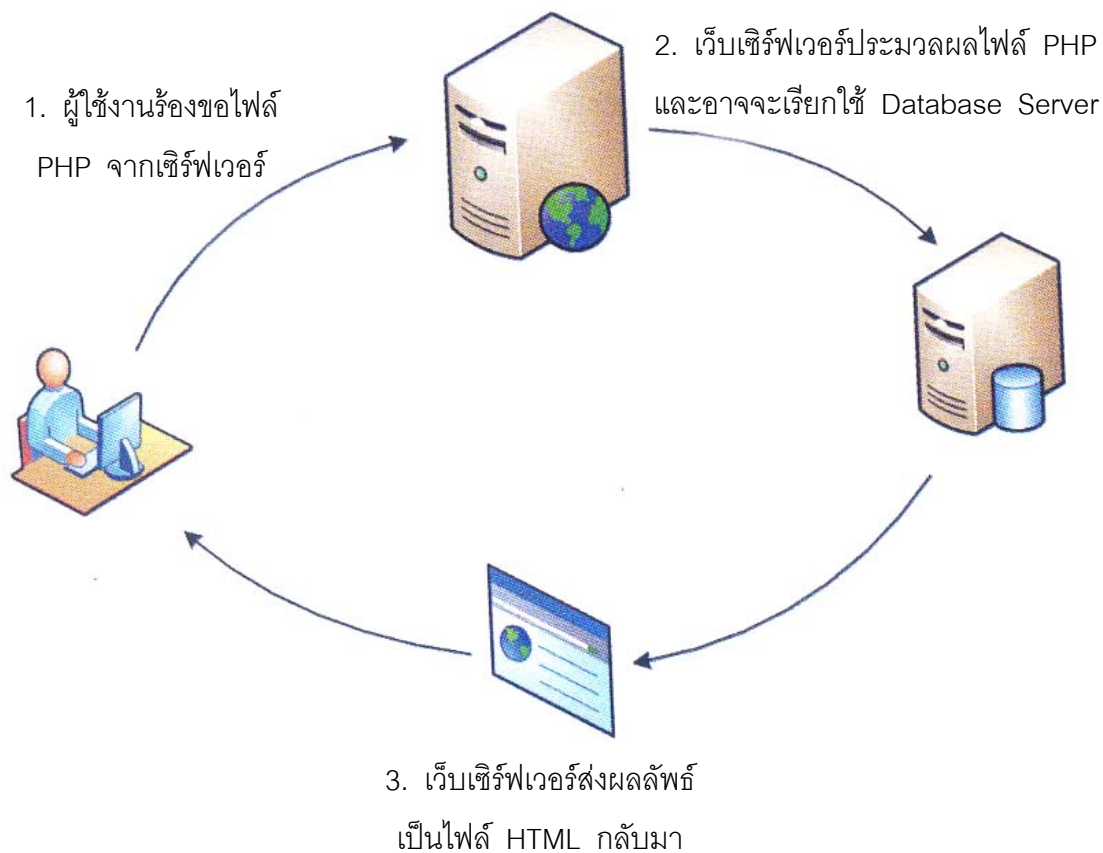 1. ผู้ใช้งานร้องขอไฟล์
PHP จากเซิร์ฟเวอร์
2. เว็บเซิร์ฟเวอร์ประมวลผลไฟล์ PHP
และอาจจะเรียกใช้ Database Server
3. เว็บเซิร์ฟเวอร์ส่งผลลัพธ์
เป็นไฟล์ HTML กลับมา